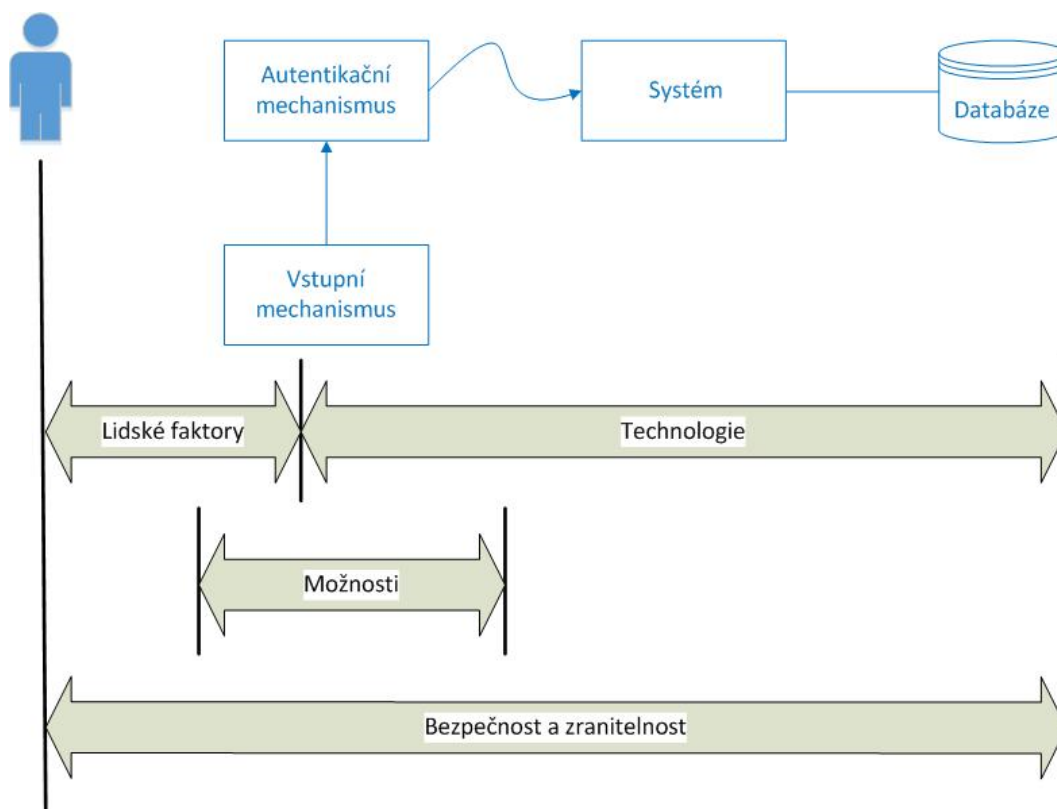 Autentikační
mechanismus
Systém
Databáze
Vstupní
mechanismus
Lidské faktory
Technologie
Možnosti
Bezpečnost a zranitelnost